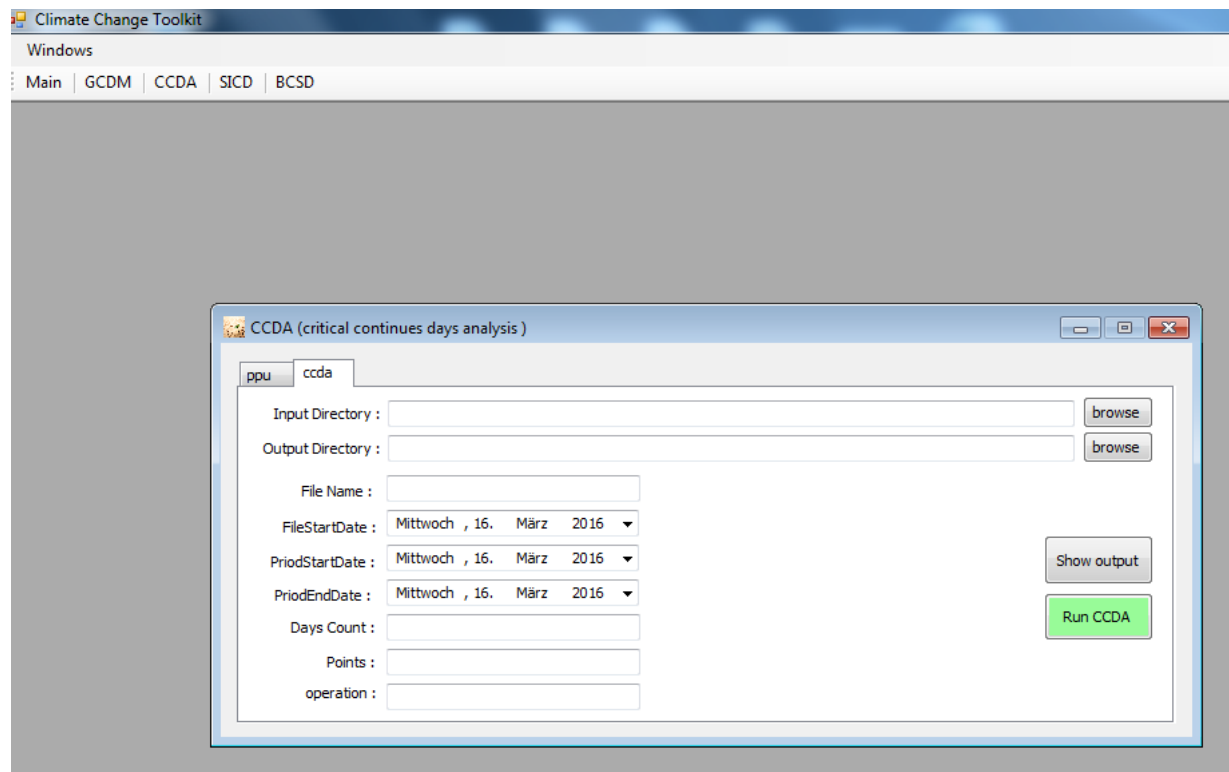 Climate Change Toolkit
Windows
Main GCDM CCDA SICD BCSD
CCDA (critical continues days analysis )
ppu ccda
Input Directory : browse
Output Directory : browse
File Name :
FileStartDate : Mittwoch , 16. März 2016
PriodStartDate : Mittwoch , 16. März 2016
Show output
PriodEndDate : Mittwoch , 16. März 2016
Run CCDA
Days Count :
Points :
operation :